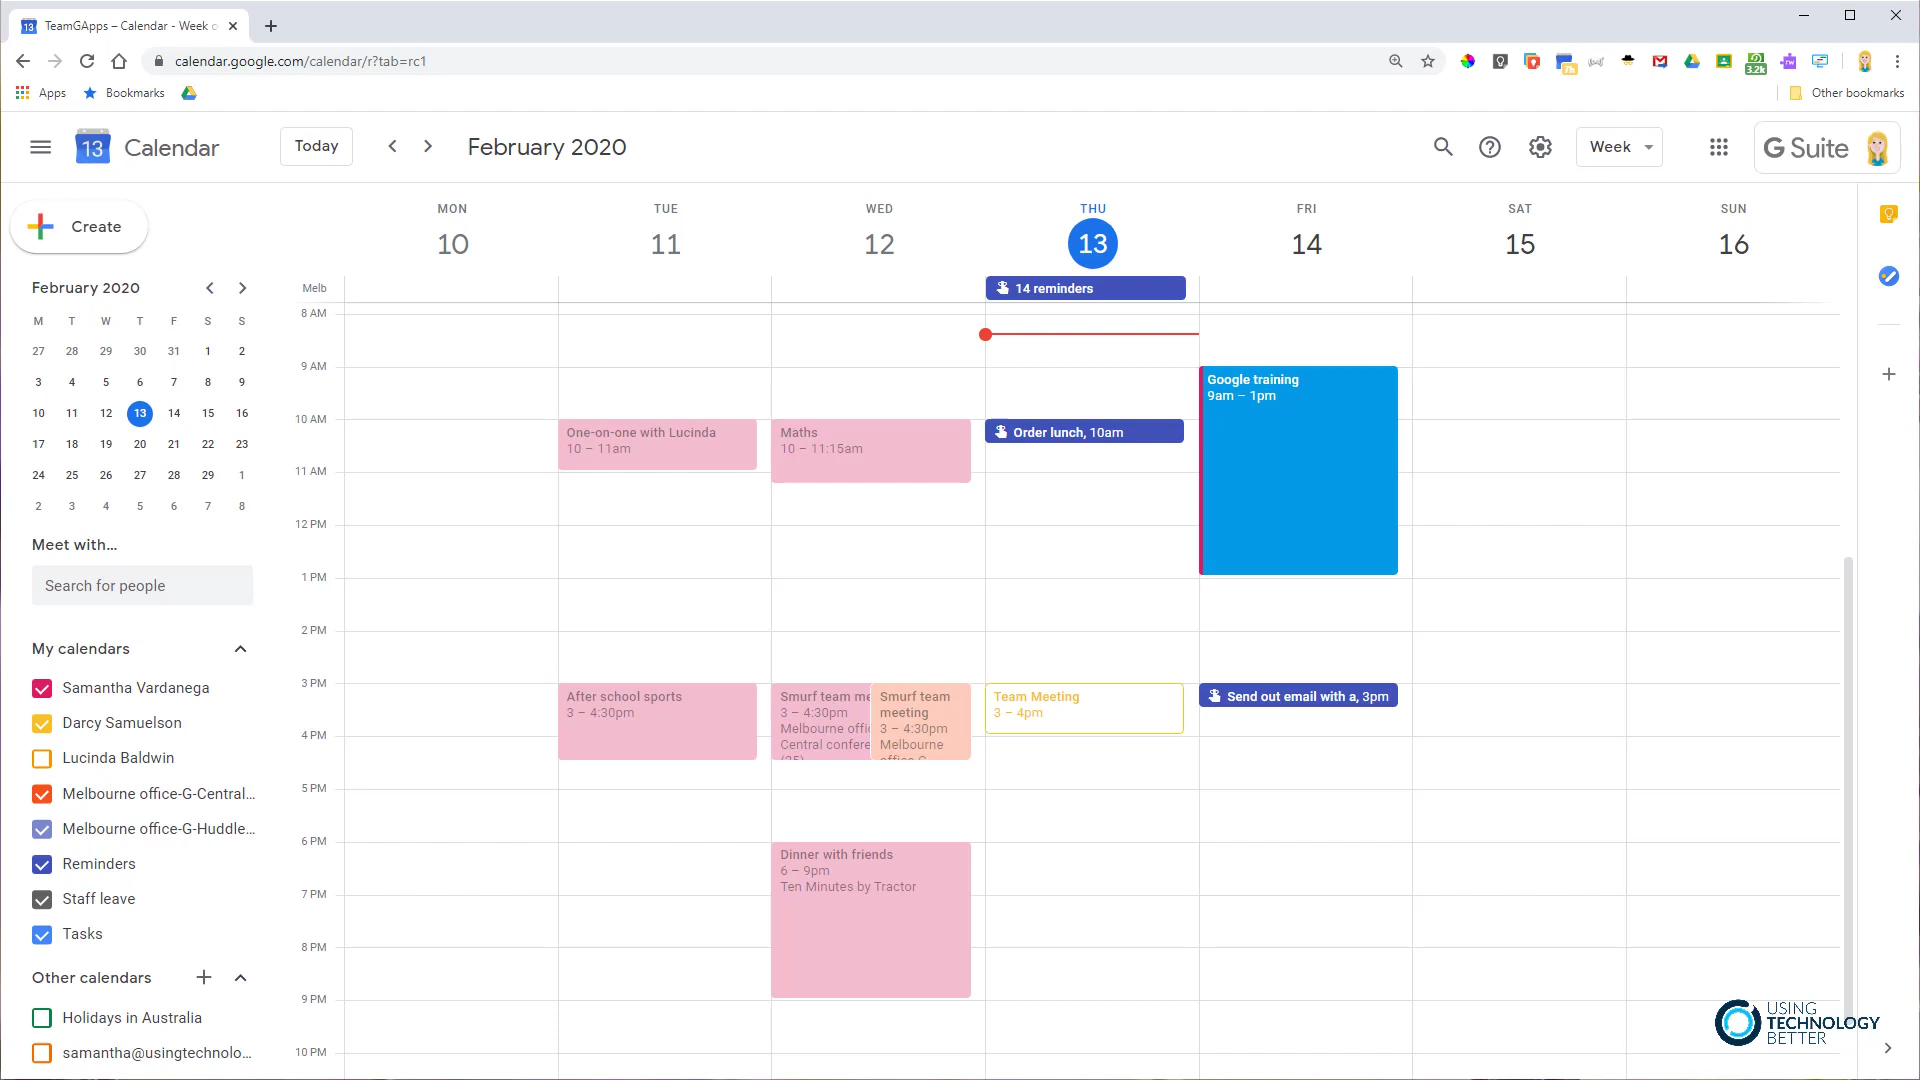 TeamGApps – Calendar - Week o
calendar.google.com/calendar/r?tab=rc1
7h
3.2k
rw
Apps
Bookmarks
Other bookmarks
13
Calendar
Today
February 2020
Week
G Suite
Create
MON
10
TUE
11
WED
12
THU
13
FRI
14
SAT
15
SUN
16
February 2020
M T W T F S S
27 28 29 30 31 1 2
3 4 5 6 7 8 9
10 11 12 13 14 15 16
17 18 19 20 21 22 23
24 25 26 27 28 29 1
2 3 4 5 6 7 8
Meet with...
Search for people
My calendars
Samantha Vardanega
Darcy Samuelson
Lucinda Baldwin
Melbourne office-G-Central...
Melbourne office-G-Huddle...
Reminders
Staff leave
Tasks
Other calendars
Holidays in Australia
samantha@usingtechnolo...
Melb
8 AM
9 AM
10 AM
11 AM
12 PM
1 PM
2 PM
3 PM
4 PM
5 PM
6 PM
7 PM
8 PM
9 PM
10 PM
One-on-one with Lucinda
10 – 11am
After school sports
3 – 4:30pm
Maths
10 – 11:15am
Smurf team me
3 – 4:30pm
Melbourne offi
Central confere
(25)
Smurf team
meeting
3 – 4:30pm
Melbourne
office-G-
Dinner with friends
6 – 9pm
Ten Minutes by Tractor
14 reminders
Order lunch, 10am
Team Meeting
3 – 4pm
Google training
9am – 1pm
Send out email with a, 3pm
USING
TECHNOLOGY
BETTER